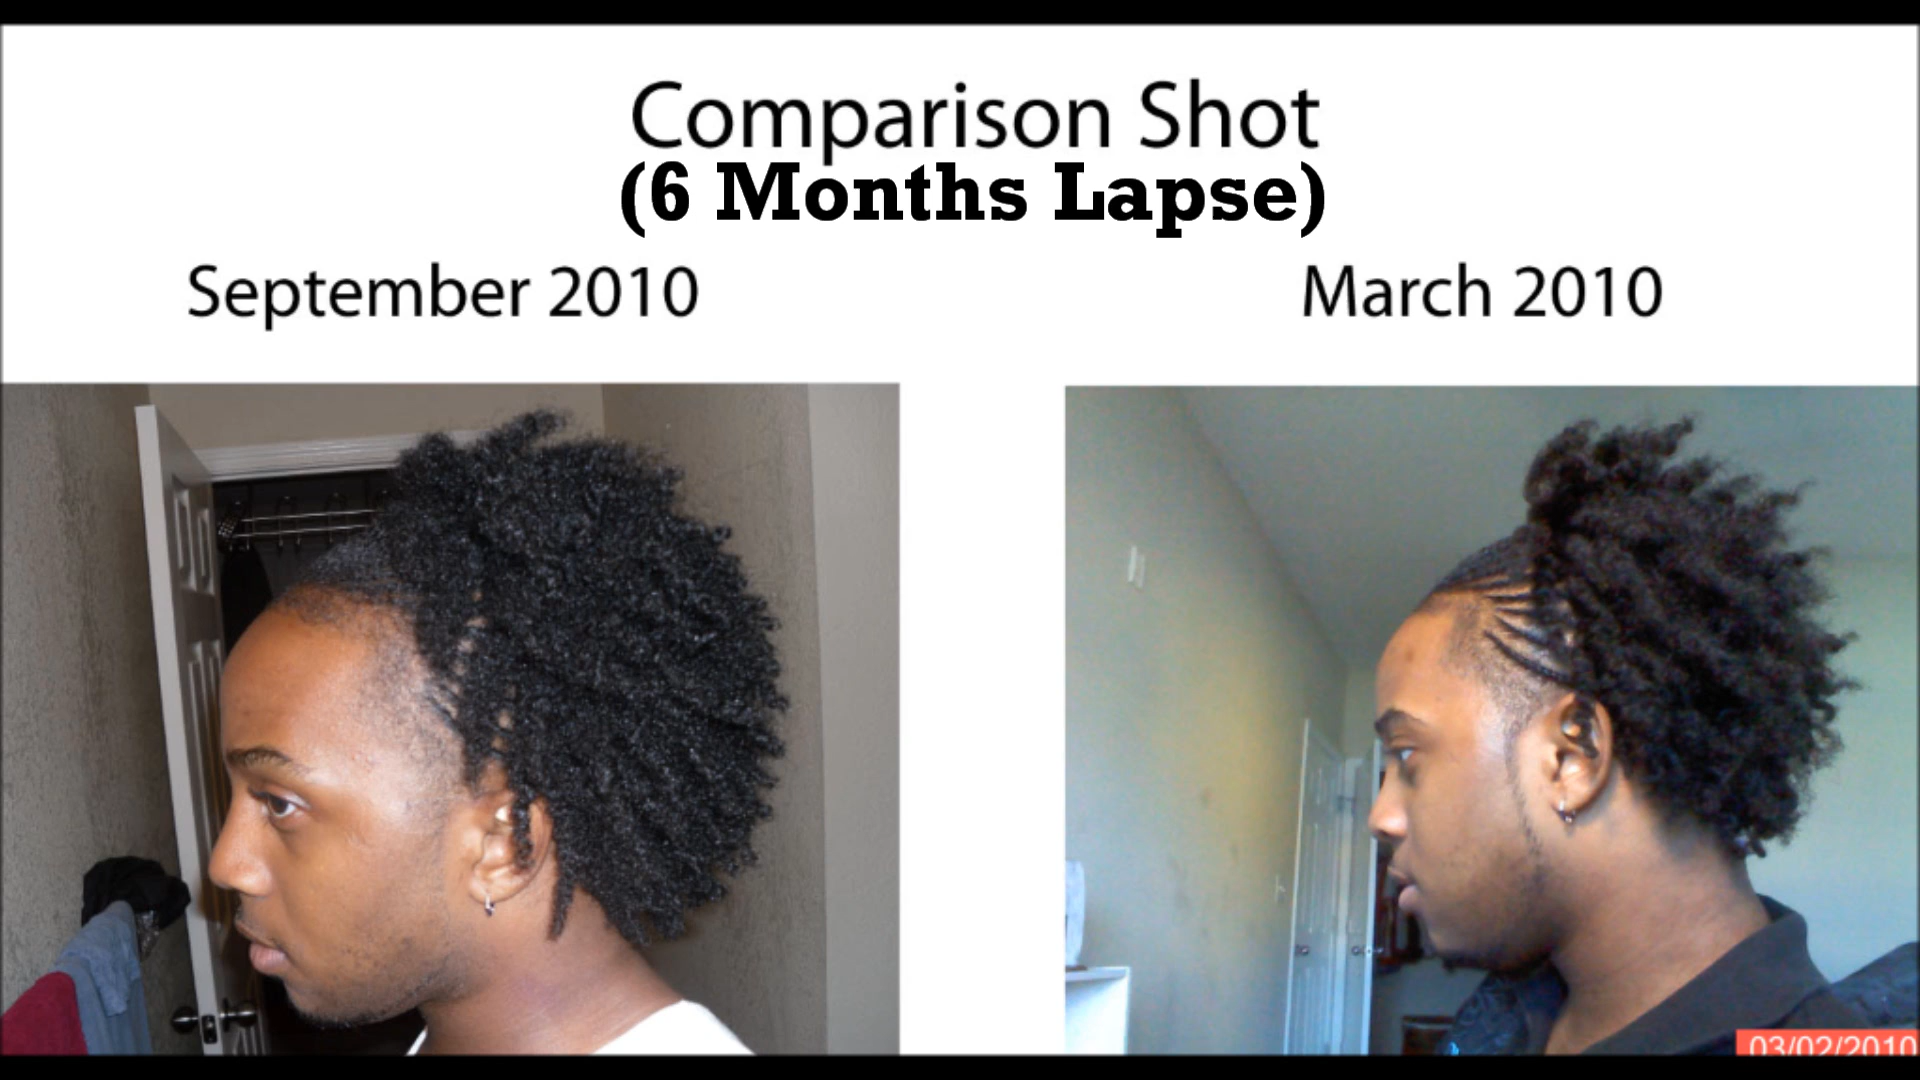 Comparison Shot
(6 Months Lapse)
September 2010
March 2010
03/02/2010